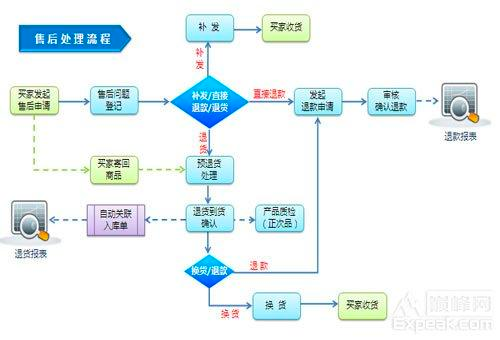 售后处理流程
补 发
买家收货
补
发
买家发起
售后申请
售后问题
登记
补发/直接
退款/退货
直接退款
发起
退款申请
审核
确认退款
退款报表
退
货
买家寄回
商品
预退货
处理
自动关联
入库单
退货到货
确认
产品质检
(正次品)
退货报表
换货/退款
退 款
换 货
换 货
买家收货
巅峰网
Expeak.com